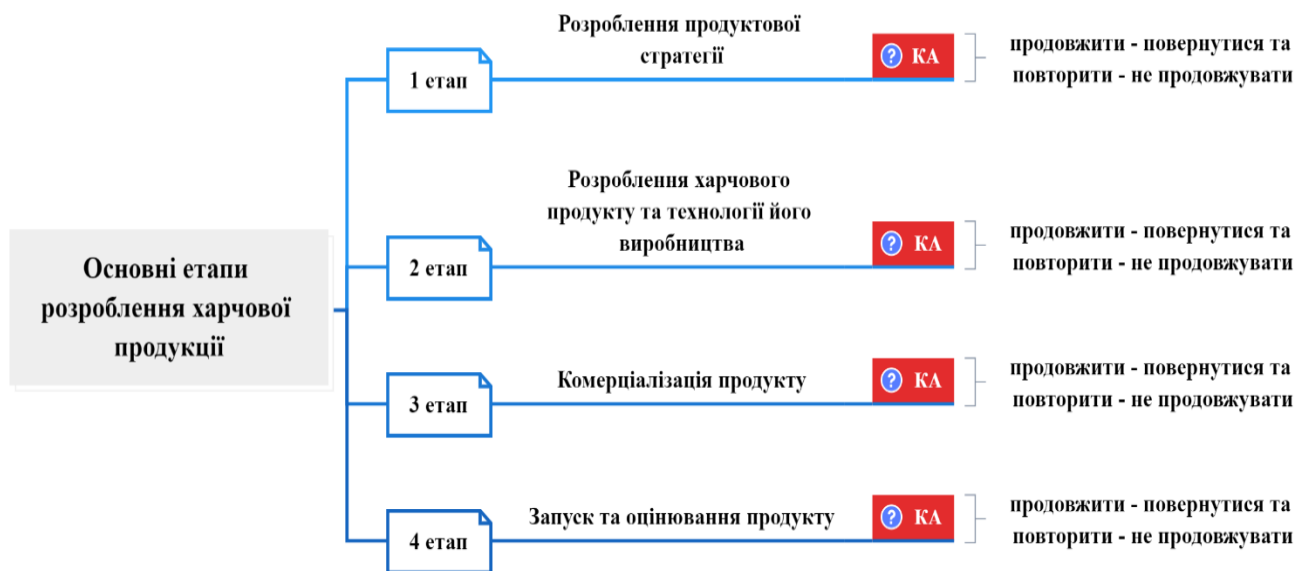 Основні етапи
розроблення харчової
продукції
1 етап
Розроблення продуктової
стратегії
? КА
продовжити - повернутися та
повторити - не продовжувати
2 етап
Розроблення харчового
продукту та технології його
виробництва
? КА
продовжити - повернутися та
повторити - не продовжувати
3 етап
Комерціалізація продукту
? КА
продовжити - повернутися та
повторити - не продовжувати
4 етап
Запуск та оцінювання продукту
? КА
продовжити - повернутися та
повторити - не продовжувати